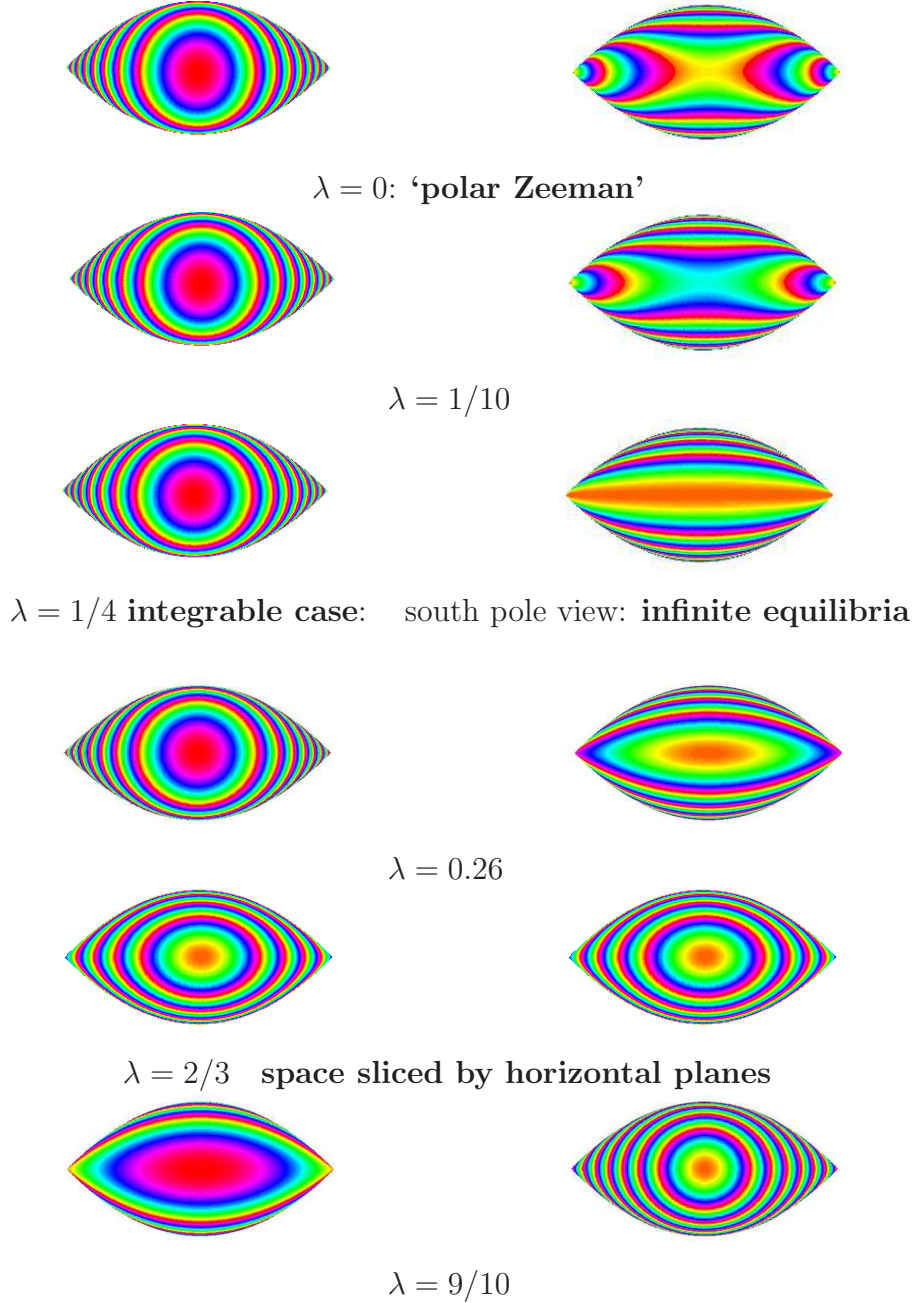 λ = 0: ‘polar Zeeman’
λ = 1/10
λ = 1/4 integrable case: south pole view: infinite equilibria
λ = 0.26
λ = 2/3 space sliced by horizontal planes
λ = 9/10